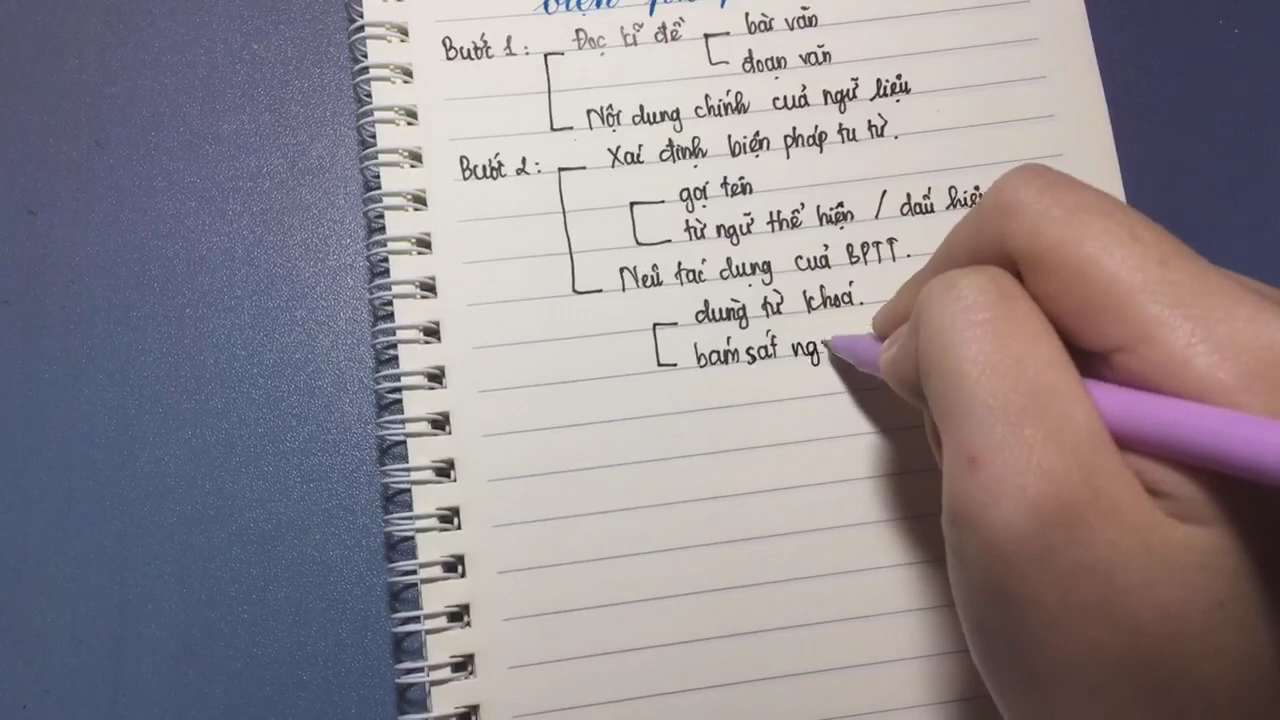 biện
Bước 1: Đọc kĩ đề bài văn
đoạn văn
Nội dung chính của ngữ liệu
Bước 2: Xác định biện pháp tu từ.
gọi tên
từ ngữ thể hiện / dấu hiệu
Nêu tác dụng của BPTT.
dùng từ khoá.
bám sát ng